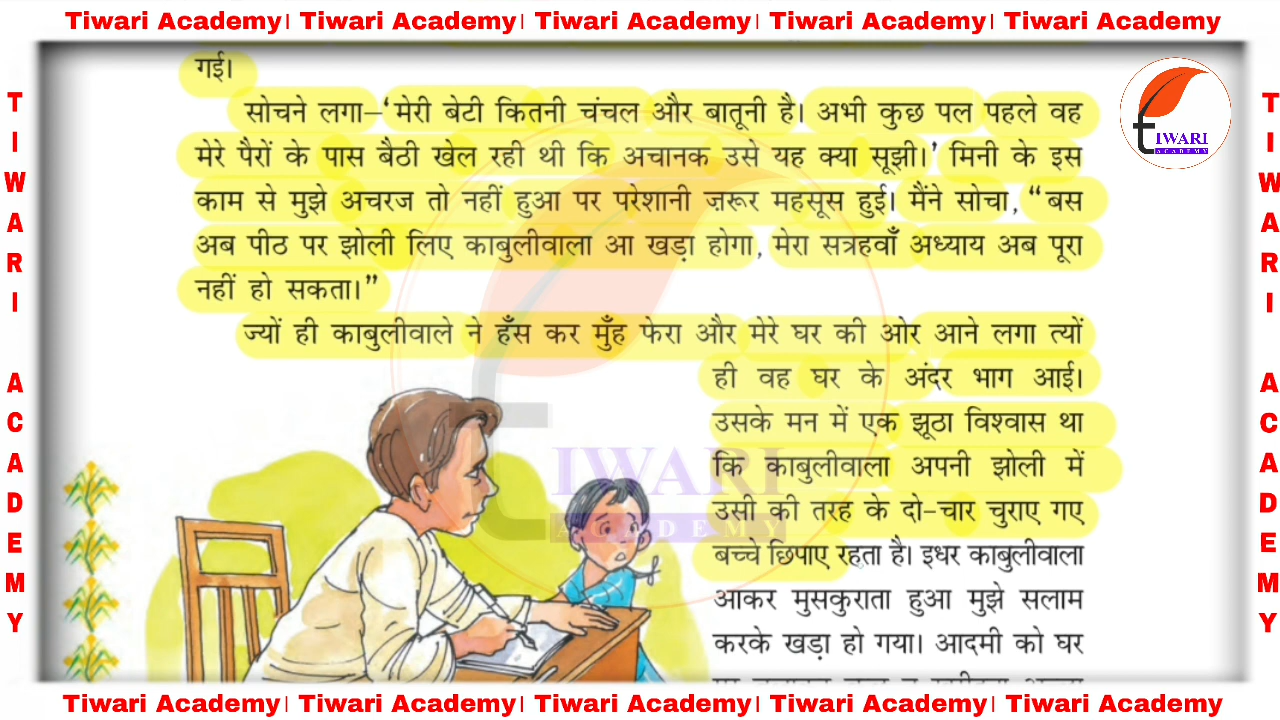 Tiwari Academy। Tiwari Academy। Tiwari Academy। Tiwari Academy। Tiwari Academy
TIWARI ACADEMY
गई।
सोचने लगा–‘मेरी बेटी कितनी चंचल और बातूनी है। अभी कुछ पल पहले वह
मेरे पैरों के पास बैठी खेल रही थी कि अचानक उसे यह क्या सूझी।’ मिनी के इस
काम से मुझे अचरज तो नहीं हुआ पर परेशानी ज़रूर महसूस हुई। मैंने सोचा, “बस
अब पीठ पर झोली लिए काबुलीवाला आ खड़ा होगा, मेरा सत्रहवाँ अध्याय अब पूरा
नहीं हो सकता।”
ज्यों ही काबुलीवाले ने हँस कर मुँह फेरा और मेरे घर की ओर आने लगा त्यों
ही वह घर के अंदर भाग आई।
उसके मन में एक झूठा विश्वास था
कि काबुलीवाला अपनी झोली में
उसी की तरह के दो-चार चुराए गए
बच्चे छिपाए रहता है। इधर काबुलीवाला
आकर मुसकुराता हुआ मुझे सलाम
करके खड़ा हो गया। आदमी को घर
tIWARI
ACADEMY
tIWARI
ACADEMY
TIWARI ACADEMY
Tiwari Academy। Tiwari Academy। Tiwari Academy। Tiwari Academy। Tiwari Academy